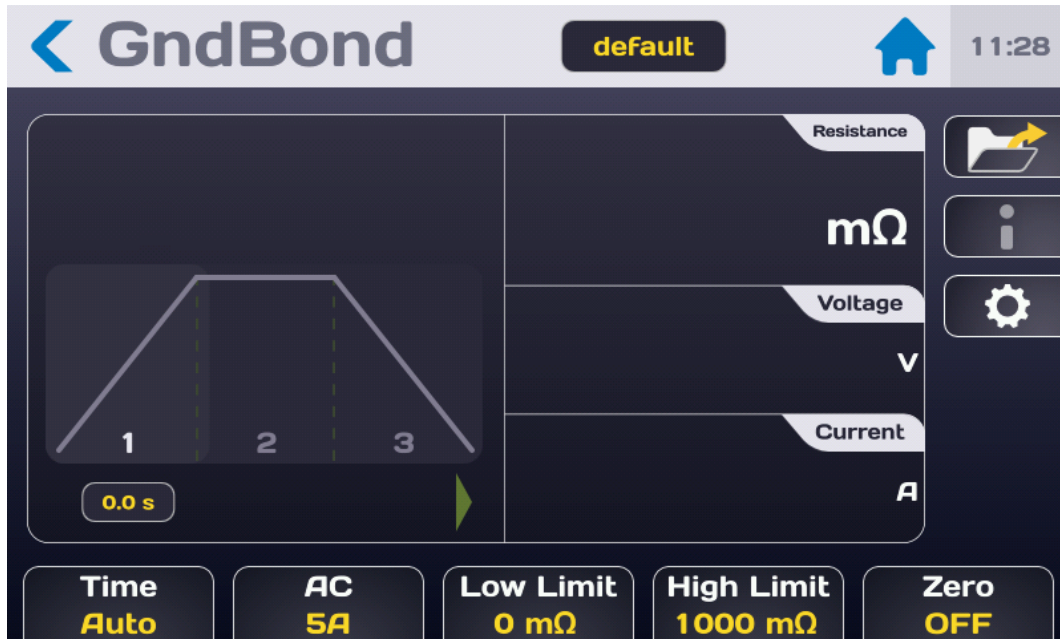 GndBond
default
11:28
Resistance
mΩ
Voltage
V
Current
A
1 2 3
0.0 s
Time
Auto
AC
5A
Low Limit
0 mΩ
High Limit
1000 mΩ
Zero
OFF